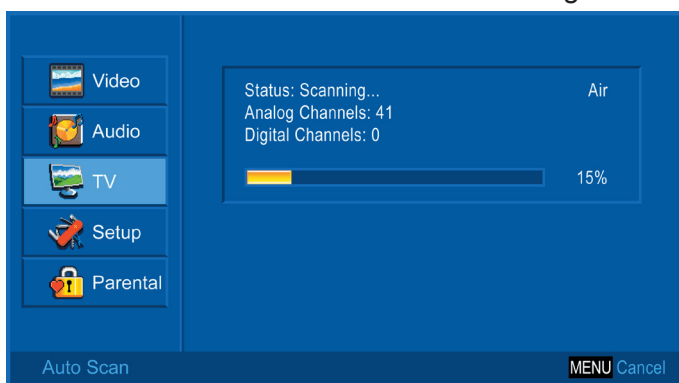 Video
Audio
TV
Setup
Parental
Status: Scanning... Air
Analog Channels: 41
Digital Channels: 0
15%
Auto Scan
MENU Cancel